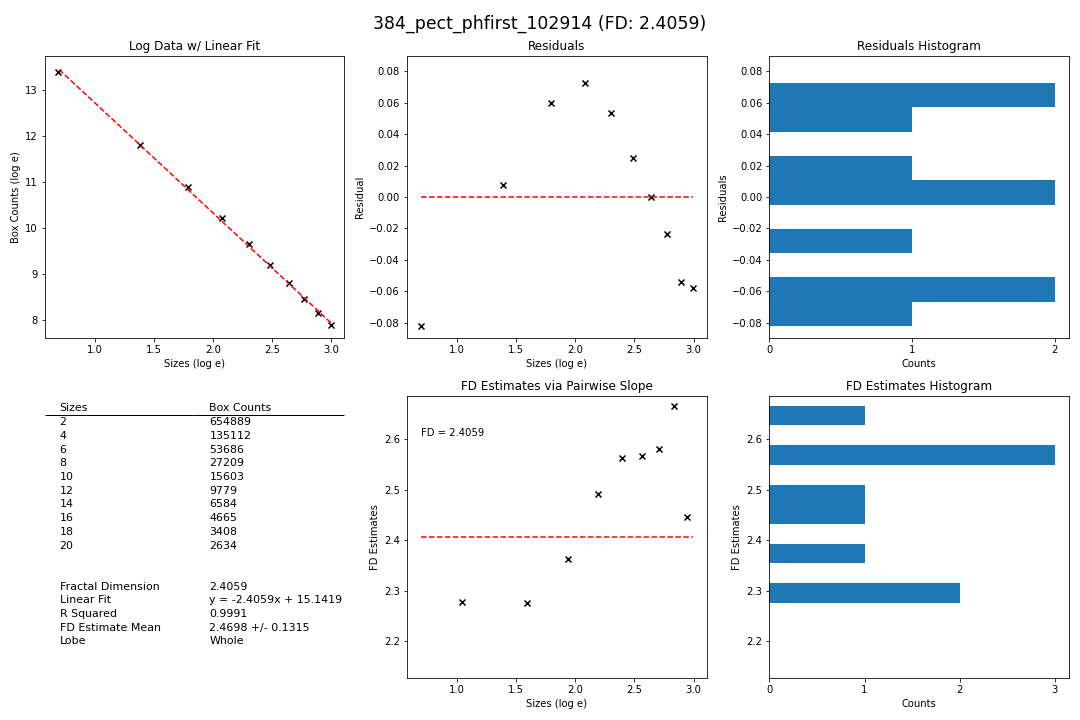 384_pect_phfirst_102914 (FD: 2.4059)
Log Data w/ Linear Fit
Box Counts (log e)
13
12
11
10
9
8
1.0 1.5 2.0 2.5 3.0
Sizes (log e)
Residuals
Residual
0.08
0.06
0.04
0.02
0.00
−0.02
−0.04
−0.06
−0.08
1.0 1.5 2.0 2.5 3.0
Sizes (log e)
Residuals Histogram
Residuals
0.08
0.06
0.04
0.02
0.00
−0.02
−0.04
−0.06
−0.08
0 1 2
Counts
Sizes Box Counts
2 654889
4 135112
6 53686
8 27209
10 15603
12 9779
14 6584
16 4665
18 3408
20 2634
Fractal Dimension 2.4059
Linear Fit y = -2.4059x + 15.1419
R Squared 0.9991
FD Estimate Mean 2.4698 +/- 0.1315
Lobe Whole
FD Estimates via Pairwise Slope
FD Estimates
2.6
2.5
2.4
2.3
2.2
FD = 2.4059
1.0 1.5 2.0 2.5 3.0
Sizes (log e)
FD Estimates Histogram
FD Estimates
2.6
2.5
2.4
2.3
2.2
0 1 2 3
Counts